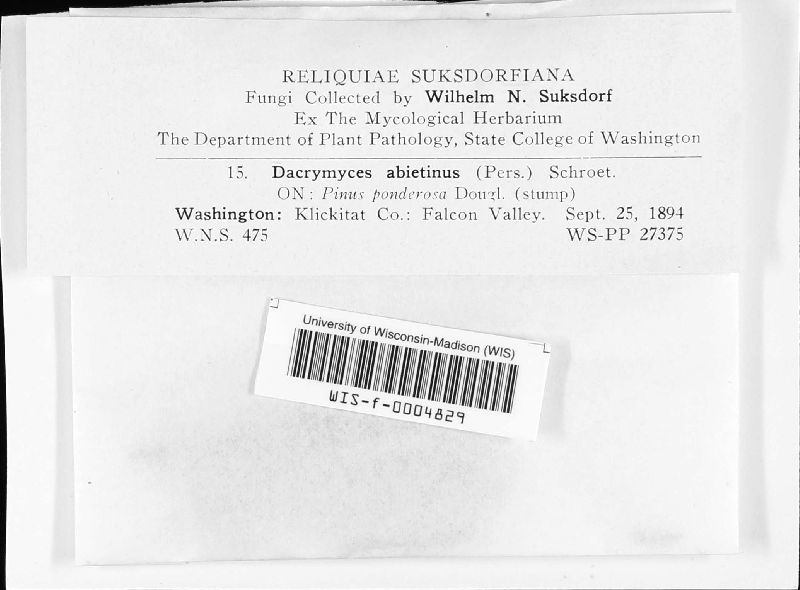 RELIQUIAE SUKSDORFIANA
Fungi Collected by Wilhelm N. Suksdorf
Ex The Mycological Herbarium
The Department of Plant Pathology, State College of Washington
15. Dacrymyces abietinus (Pers.) Schroet.
ON: Pinus ponderosa Dougl. (stump)
Washington: Klickitat Co.: Falcon Valley. Sept. 25, 1894
W.N.S. 475 WS-PP 27375
University of Wisconsin-Madison (WIS)
WIS-f-0004829